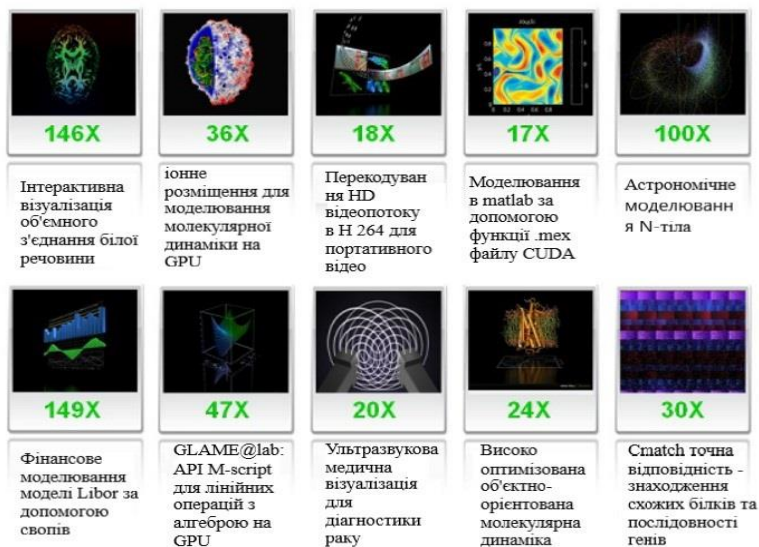 146X
36X
18X
17X
100X
Інтерактивна
візуалізація
об'ємного
з'єднання білої
речовини
іонне
розміщення для
моделювання
молекулярної
динаміки на
GPU
Перекодуван
ня HD
відеопотоку
в H 264 для
портативного
відео
Моделювання
в matlab за
допомогою
функції .mex
файлу CUDA
Астрономічне
моделюванн
я N-тіла
149X
47X
20X
24X
30X
Фінансове
моделювання
моделі Libor за
допомогою
свопів
GLAME@lab:
API M-script
для лінійних
операцій з
алгеброю на
GPU
Ультразвукова
медична
візуалізація
для
діагностики
раку
Високо
оптимізована
об'єктно-
орієнтована
молекулярна
динаміка
Cmatch точна
відповідність -
знаходження
схожих білків та
послідовності
генів